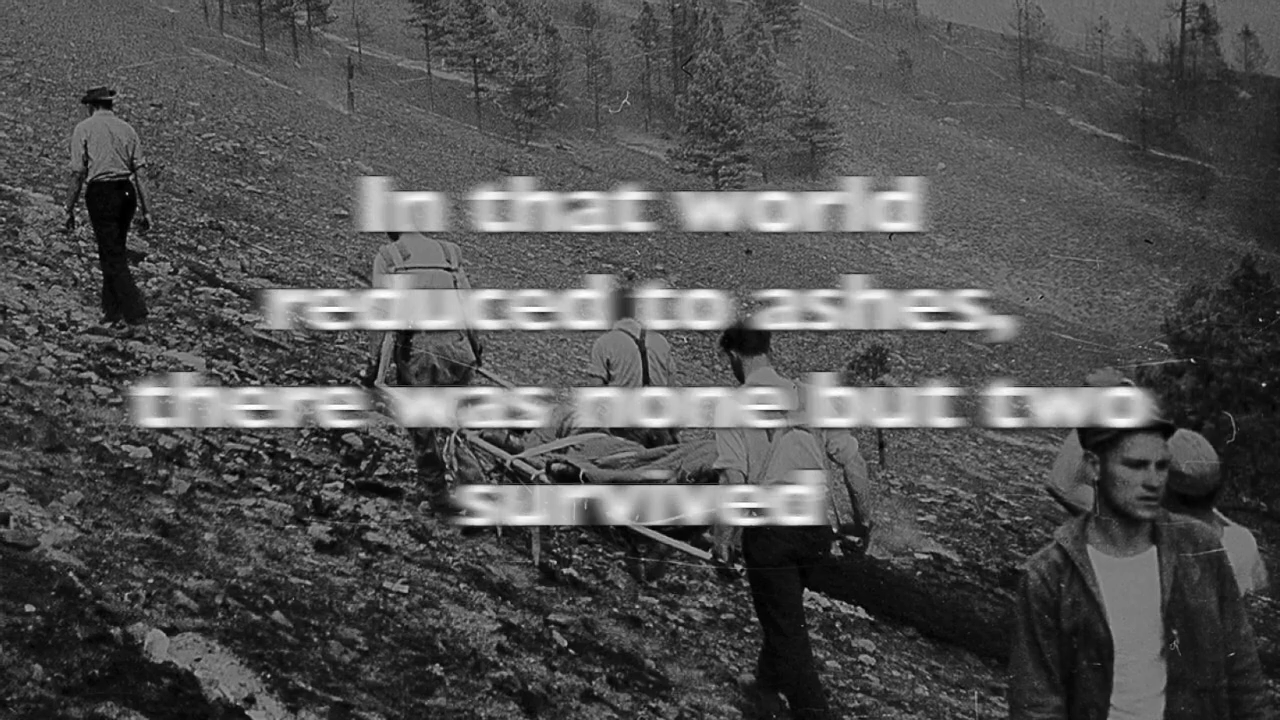 In that world
reduced to ashes,
there was none but two
survived